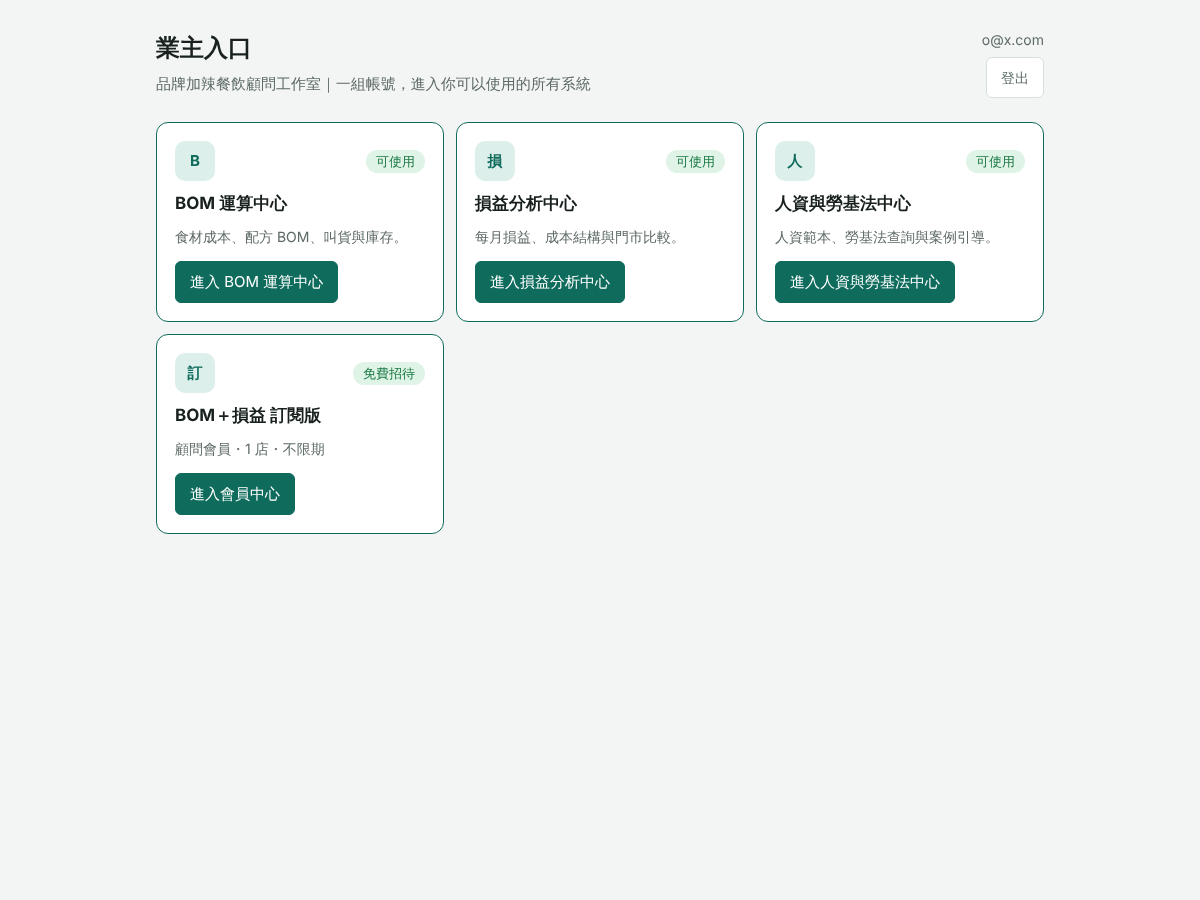 業主入口
品牌加辣餐飲顧問工作室｜一組帳號，進入你可以使用的所有系統
o@x.com
登出
B
可使用
BOM 運算中心
食材成本、配方 BOM、叫貨與庫存。
進入 BOM 運算中心
損
可使用
損益分析中心
每月損益、成本結構與門市比較。
進入損益分析中心
人
可使用
人資與勞基法中心
人資範本、勞基法查詢與案例引導。
進入人資與勞基法中心
訂
免費招待
BOM＋損益 訂閱版
顧問會員・1 店・不限期
進入會員中心